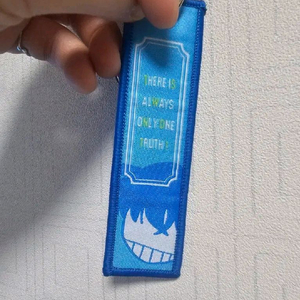 THERE IS
ALWAYS
ONLY ONE
TRUTH!